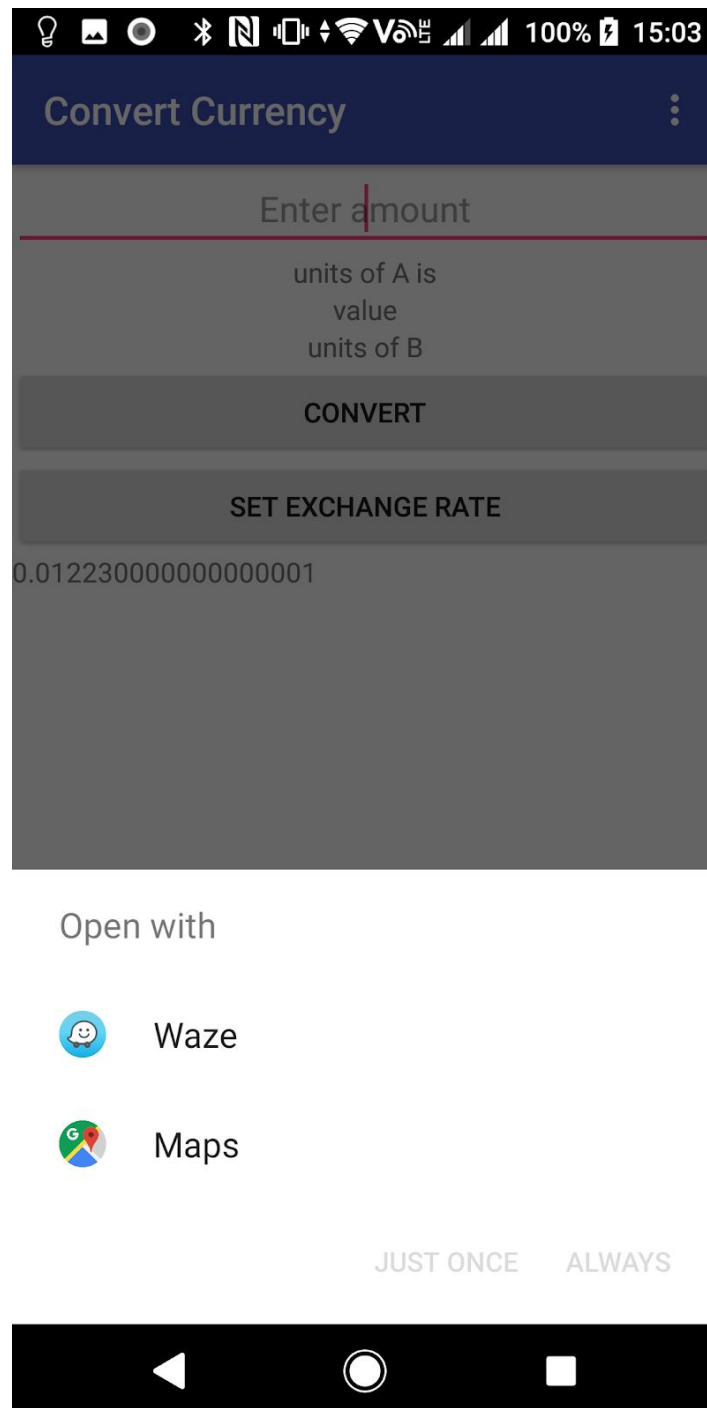 VoLTE 100% 15:03
Convert Currency
Enter amount
units of A is
value
units of B
CONVERT
SET EXCHANGE RATE
0.012230000000000001
Open with
Waze
G Maps
JUST ONCE ALWAYS